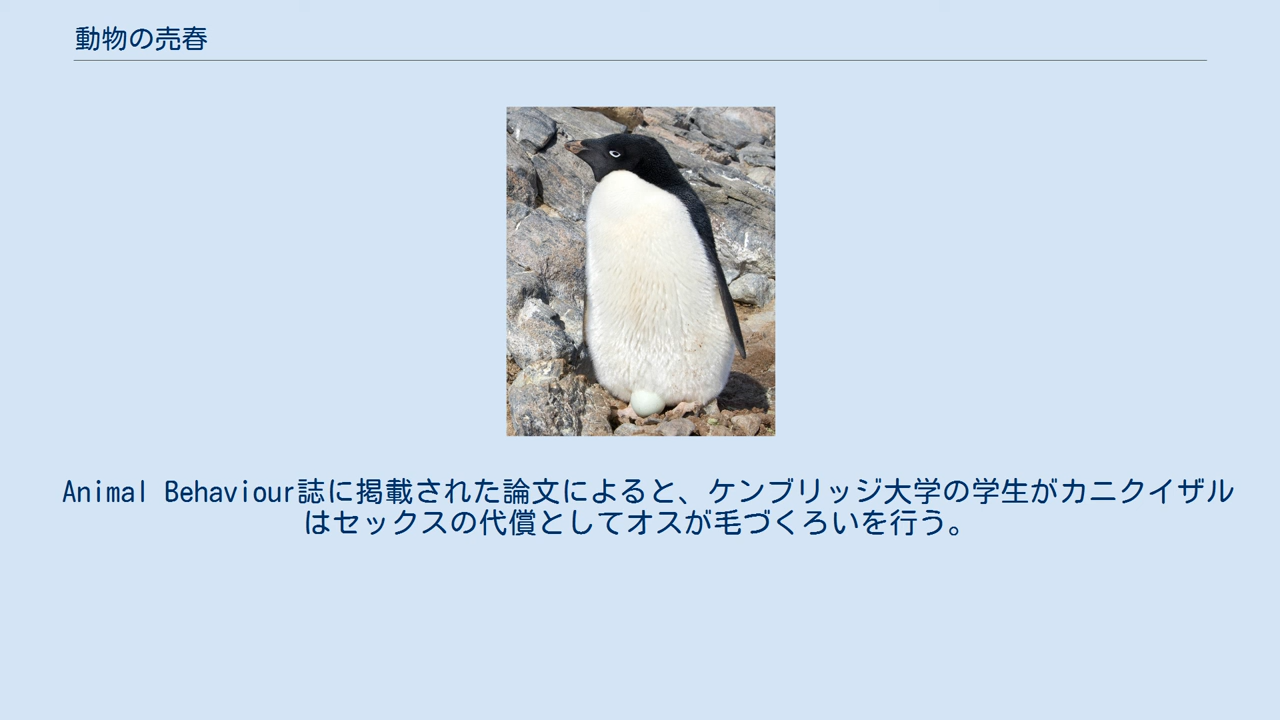 動物の売春
Animal Behaviour誌に掲載された論文によると、ケンブリッジ大学の学生がカニクイザル
はセックスの代償としてオスが毛づくろいを行う。